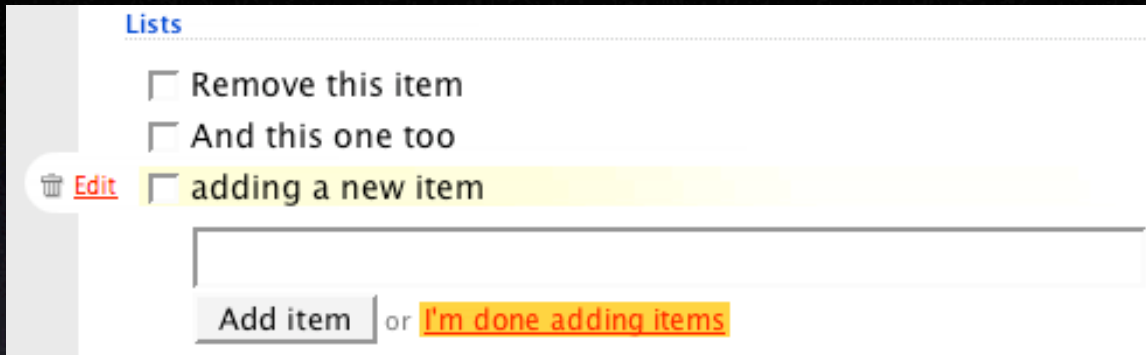 Lists
Remove this item
And this one too
Edit adding a new item
Add item or I'm done adding items